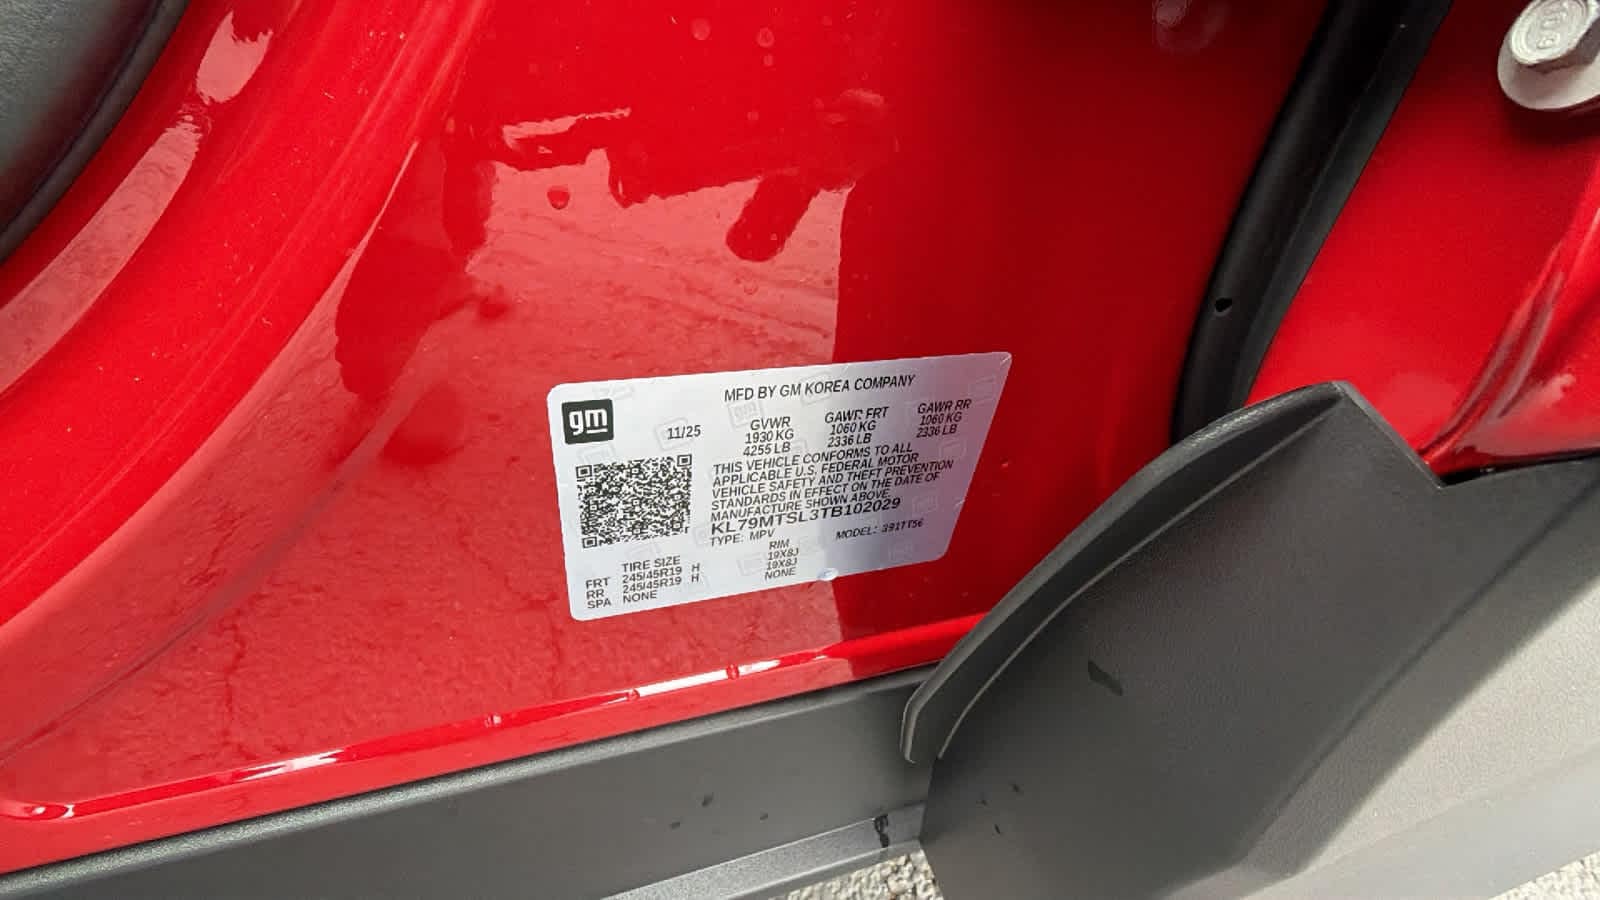 MFD BY GM KOREA COMPANY
gm
11/25
GVWR GAWR FRT GAWR RR
1930 KG 1060 KG 1060 KG
4255 LB 2336 LB 2336 LB
THIS VEHICLE CONFORMS TO ALL
APPLICABLE U.S. FEDERAL MOTOR
VEHICLE SAFETY AND THEFT PREVENTION
STANDARDS IN EFFECT ON THE DATE OF
MANUFACTURE SHOWN ABOVE.
KL79MTSL3TB102029
TYPE: MPV MODEL: 391TT56
TIRE SIZE RIM
FRT 245/45R19 H 19X8J
RR 245/45R19 H 19X8J
SPA NONE NONE